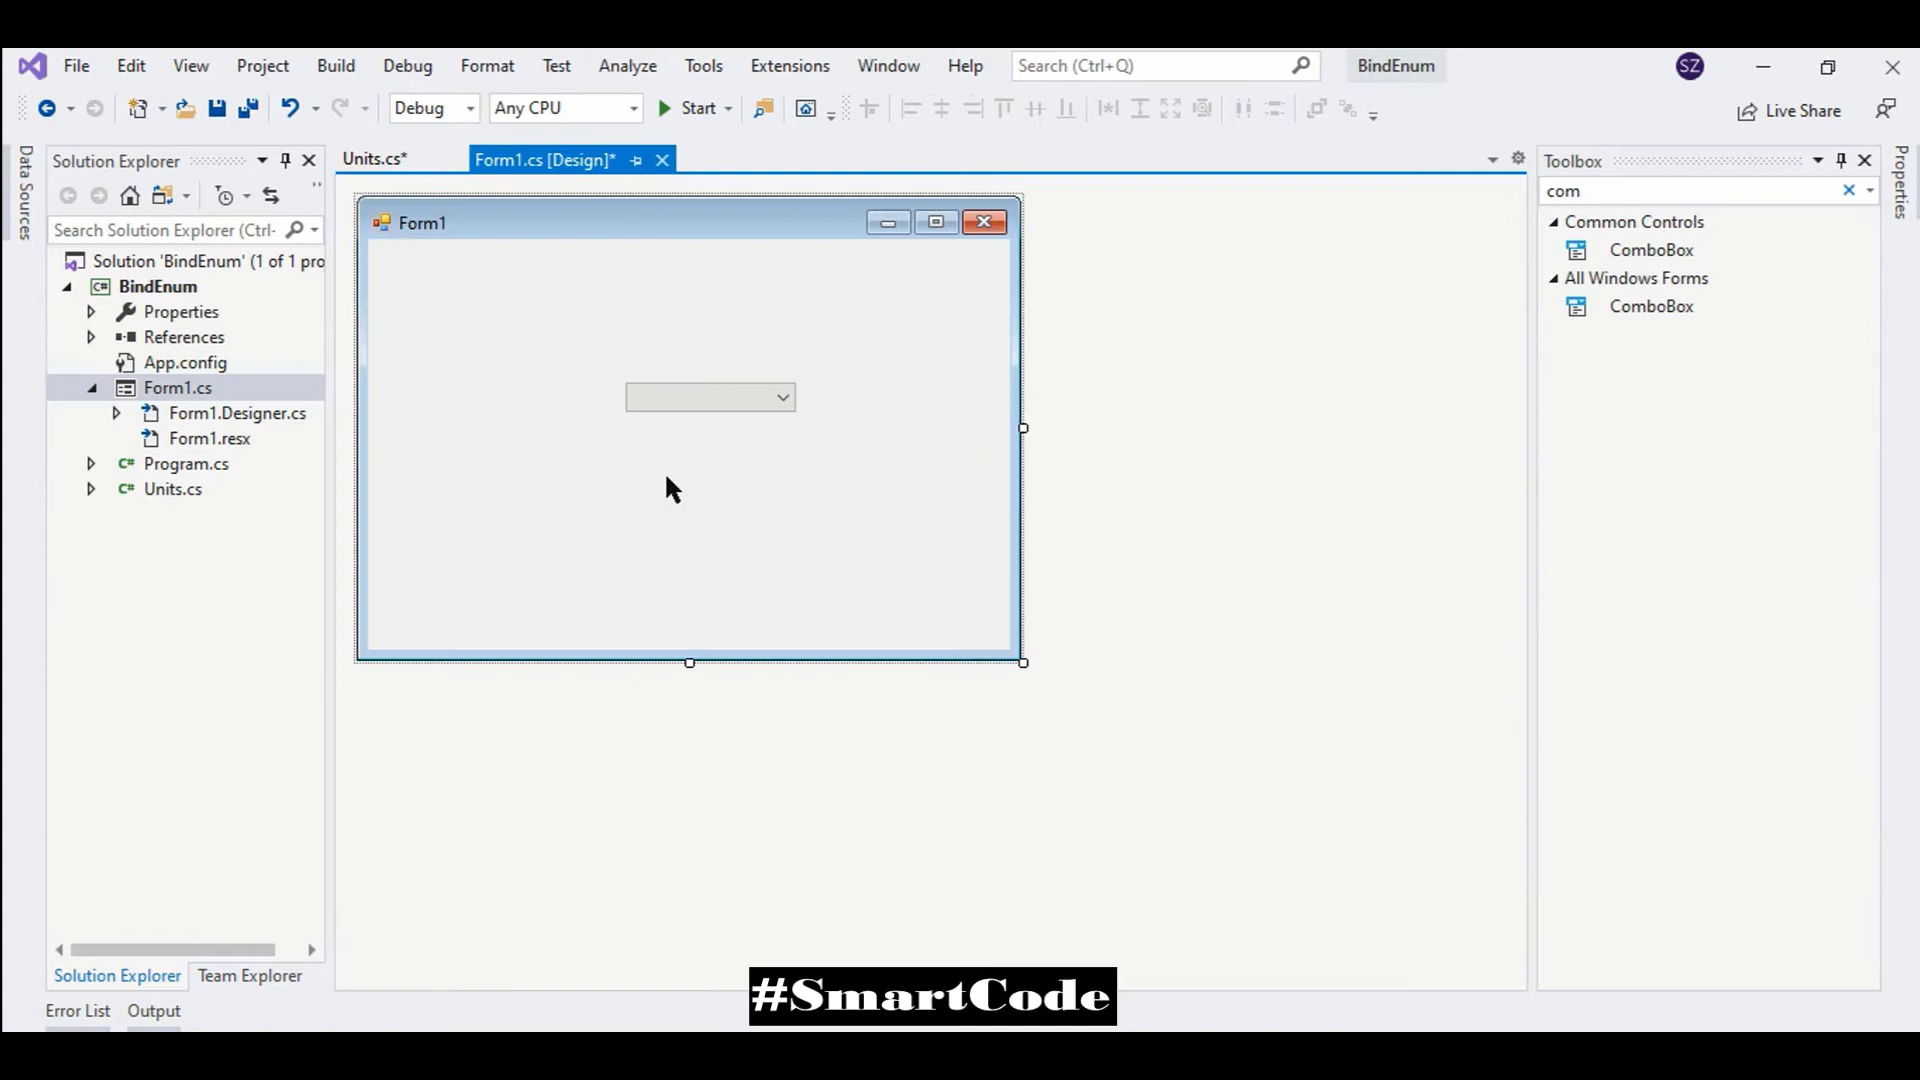 File Edit View Project Build Debug Format Test Analyze Tools Extensions Window Help Search (Ctrl+Q) BindEnum SZ
Debug Any CPU Start Live Share
Data Sources
Solution Explorer
Search Solution Explorer (Ctrl-
Solution 'BindEnum' (1 of 1 pro
BindEnum
Properties
References
App.config
Form1.cs
Form1.Designer.cs
Form1.resx
Program.cs
Units.cs
Solution Explorer Team Explorer
Error List Output
Units.cs* Form1.cs [Design]*
Form1
Toolbox
com
Common Controls
ComboBox
All Windows Forms
ComboBox
Properties
#SmartCode